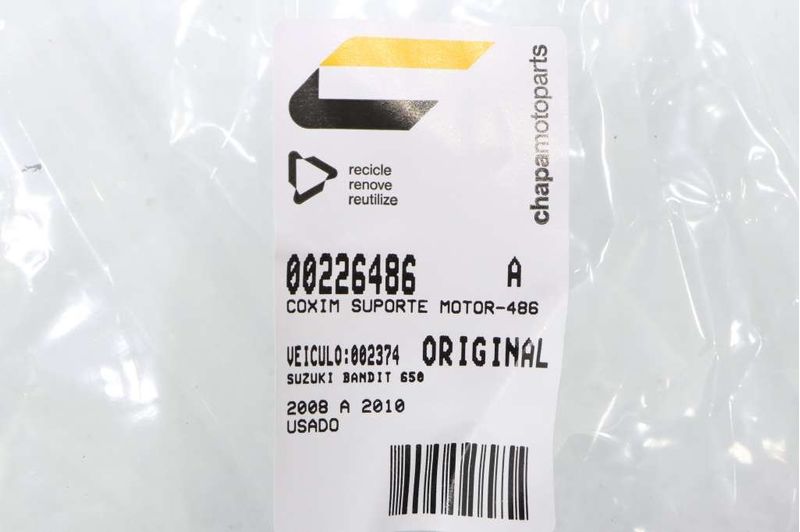 chapamotoparts
recicle
renove
reutilize
00226486 A
COXIM SUPORTE MOTOR-486
VEICULO:002374 ORIGINAL
SUZUKI BANDIT 650
2008 A 2010
USADO